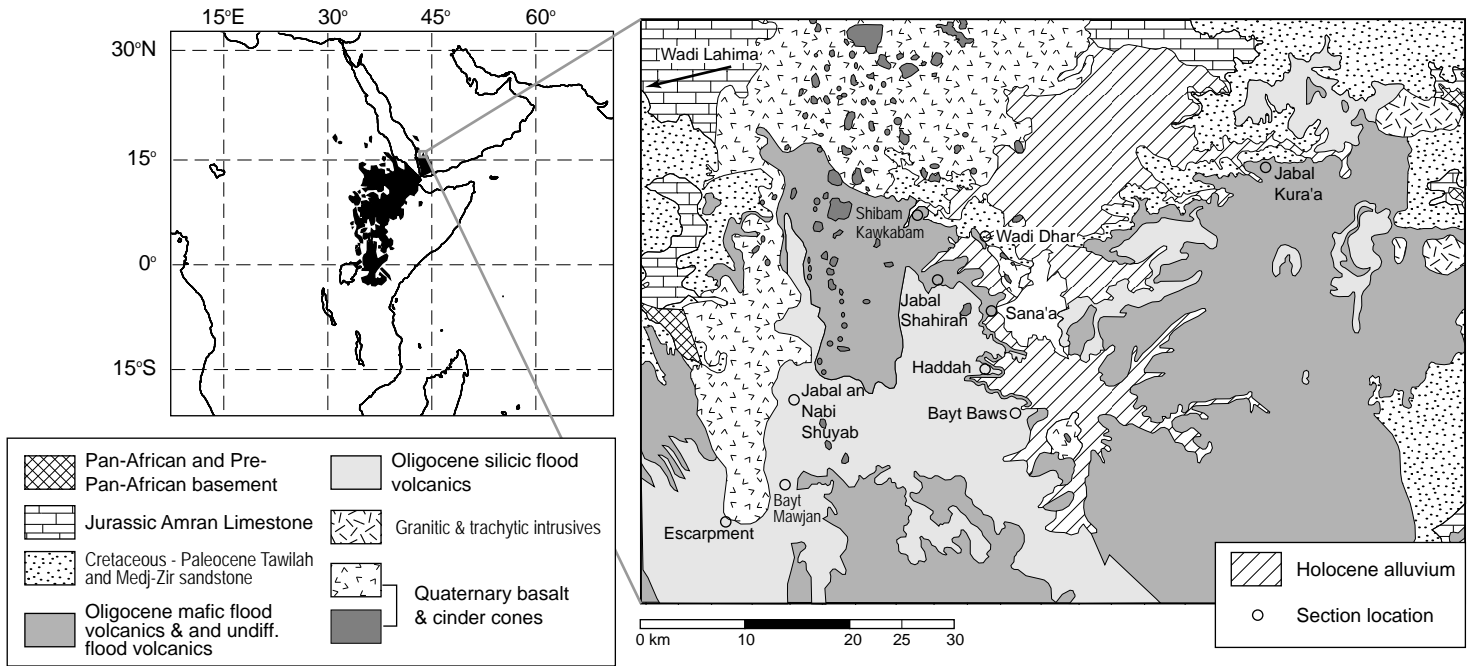 15°E
30°
45°
60°
30°N
15°
0°
15°S
Wadi Lahima
Jabal
Kura'a
Shibam
Kawkabam
Wadi Dhar
Jabal
Shahirah
Sana'a
Haddah
Jabal an
Nabi
Shuyab
Bayt Baws
Bayt
Mawjan
Escarpment
Pan-African and Pre-
Pan-African basement
Jurassic Amran Limestone
Cretaceous - Paleocene Tawilah
and Medj-Zir sandstone
Oligocene mafic flood
volcanics & and undiff.
flood volcanics
Oligocene silicic flood
volcanics
Granitic & trachytic intrusives
Quaternary basalt
& cinder cones
Holocene alluvium
Section location
0 km 10 20 25 30